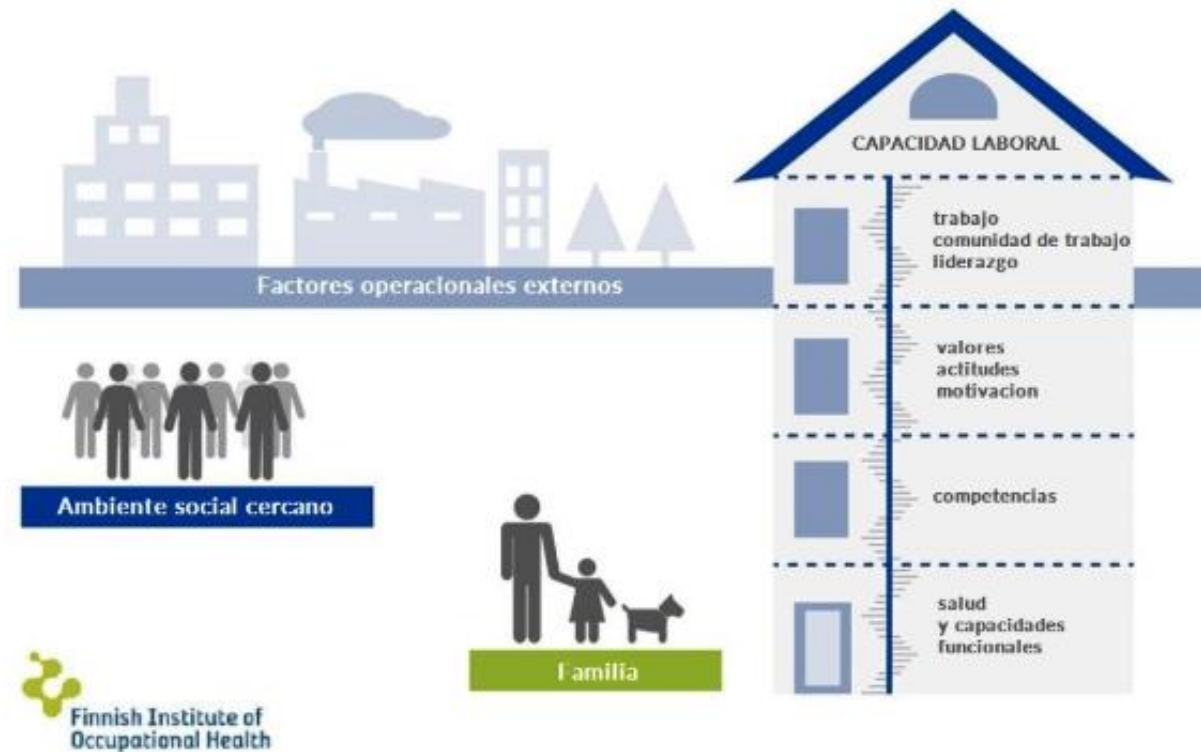 CAPACIDAD LABORAL
trabajo
comunidad de trabajo
liderazgo
Factores operacionales externos
valores
actitudes
motivacion
Ambiente social cercano
competencias
salud
y capacidades
funcionales
Familia
Finnish Institute of
Occupational Health